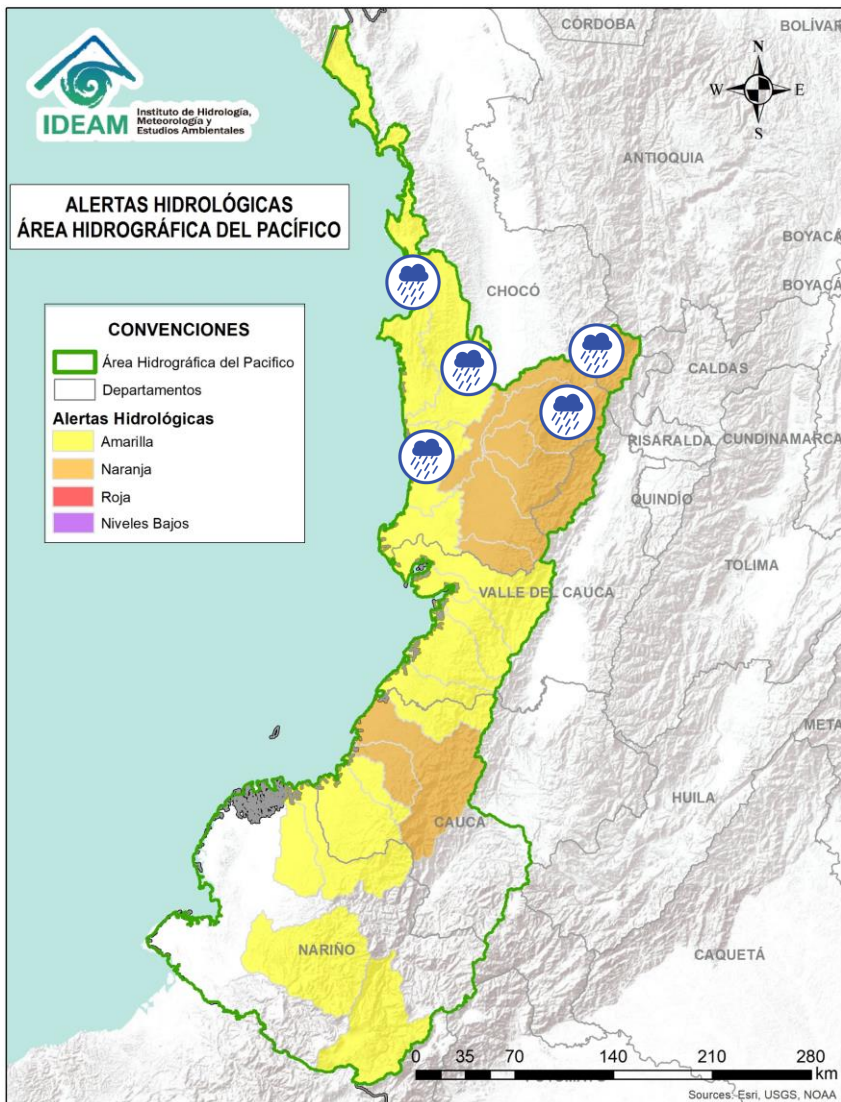 CÓRDOBA
BOLÍVAR
IDEAM
Instituto de Hidrología,
Meteorología y
Estudios Ambientales
N
W E
S
ANTIOQUIA
ALERTAS HIDROLÓGICAS
ÁREA HIDROGRÁFICA DEL PACÍFICO
BOYACÁ
BOYACÁ
CHOCÓ
CONVENCIONES
Área Hidrográfica del Pacifico
Departamentos
Alertas Hidrológicas
Amarilla
Naranja
Roja
Niveles Bajos
CALDAS
RISARALDA
CUNDINAMARCA
QUINDÍO
TOLIMA
VALLE DEL CAUCA
META
HUILA
CAUCA
NARIÑO
CAQUETÁ
0 35 70 140 210 280
km
Sources: Esri, USGS, NOAA